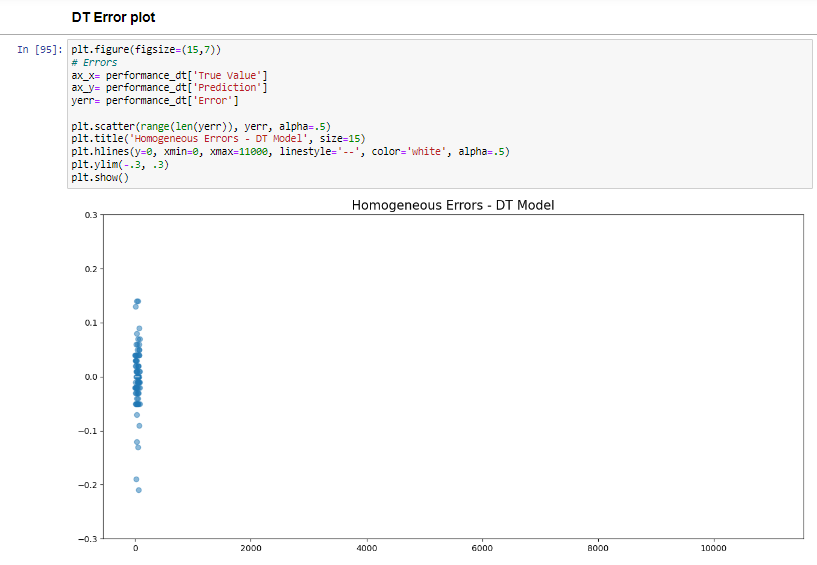 DT Error plot
In [95]: plt.figure(figsize=(15,7))
# Errors
ax_x= performance_dt['True Value']
ax_y= performance_dt['Prediction']
yerr= performance_dt['Error']
plt.scatter(range(len(yerr)), yerr, alpha=.5)
plt.title('Homogeneous Errors - DT Model', size=15)
plt.hlines(y=0, xmin=0, xmax=11000, linestyle='--', color='white', alpha=.5)
plt.ylim(-.3, .3)
plt.show()
Homogeneous Errors - DT Model
0.3
0.2
0.1
0.0
−0.1
−0.2
−0.3
0 2000 4000 6000 8000 10000